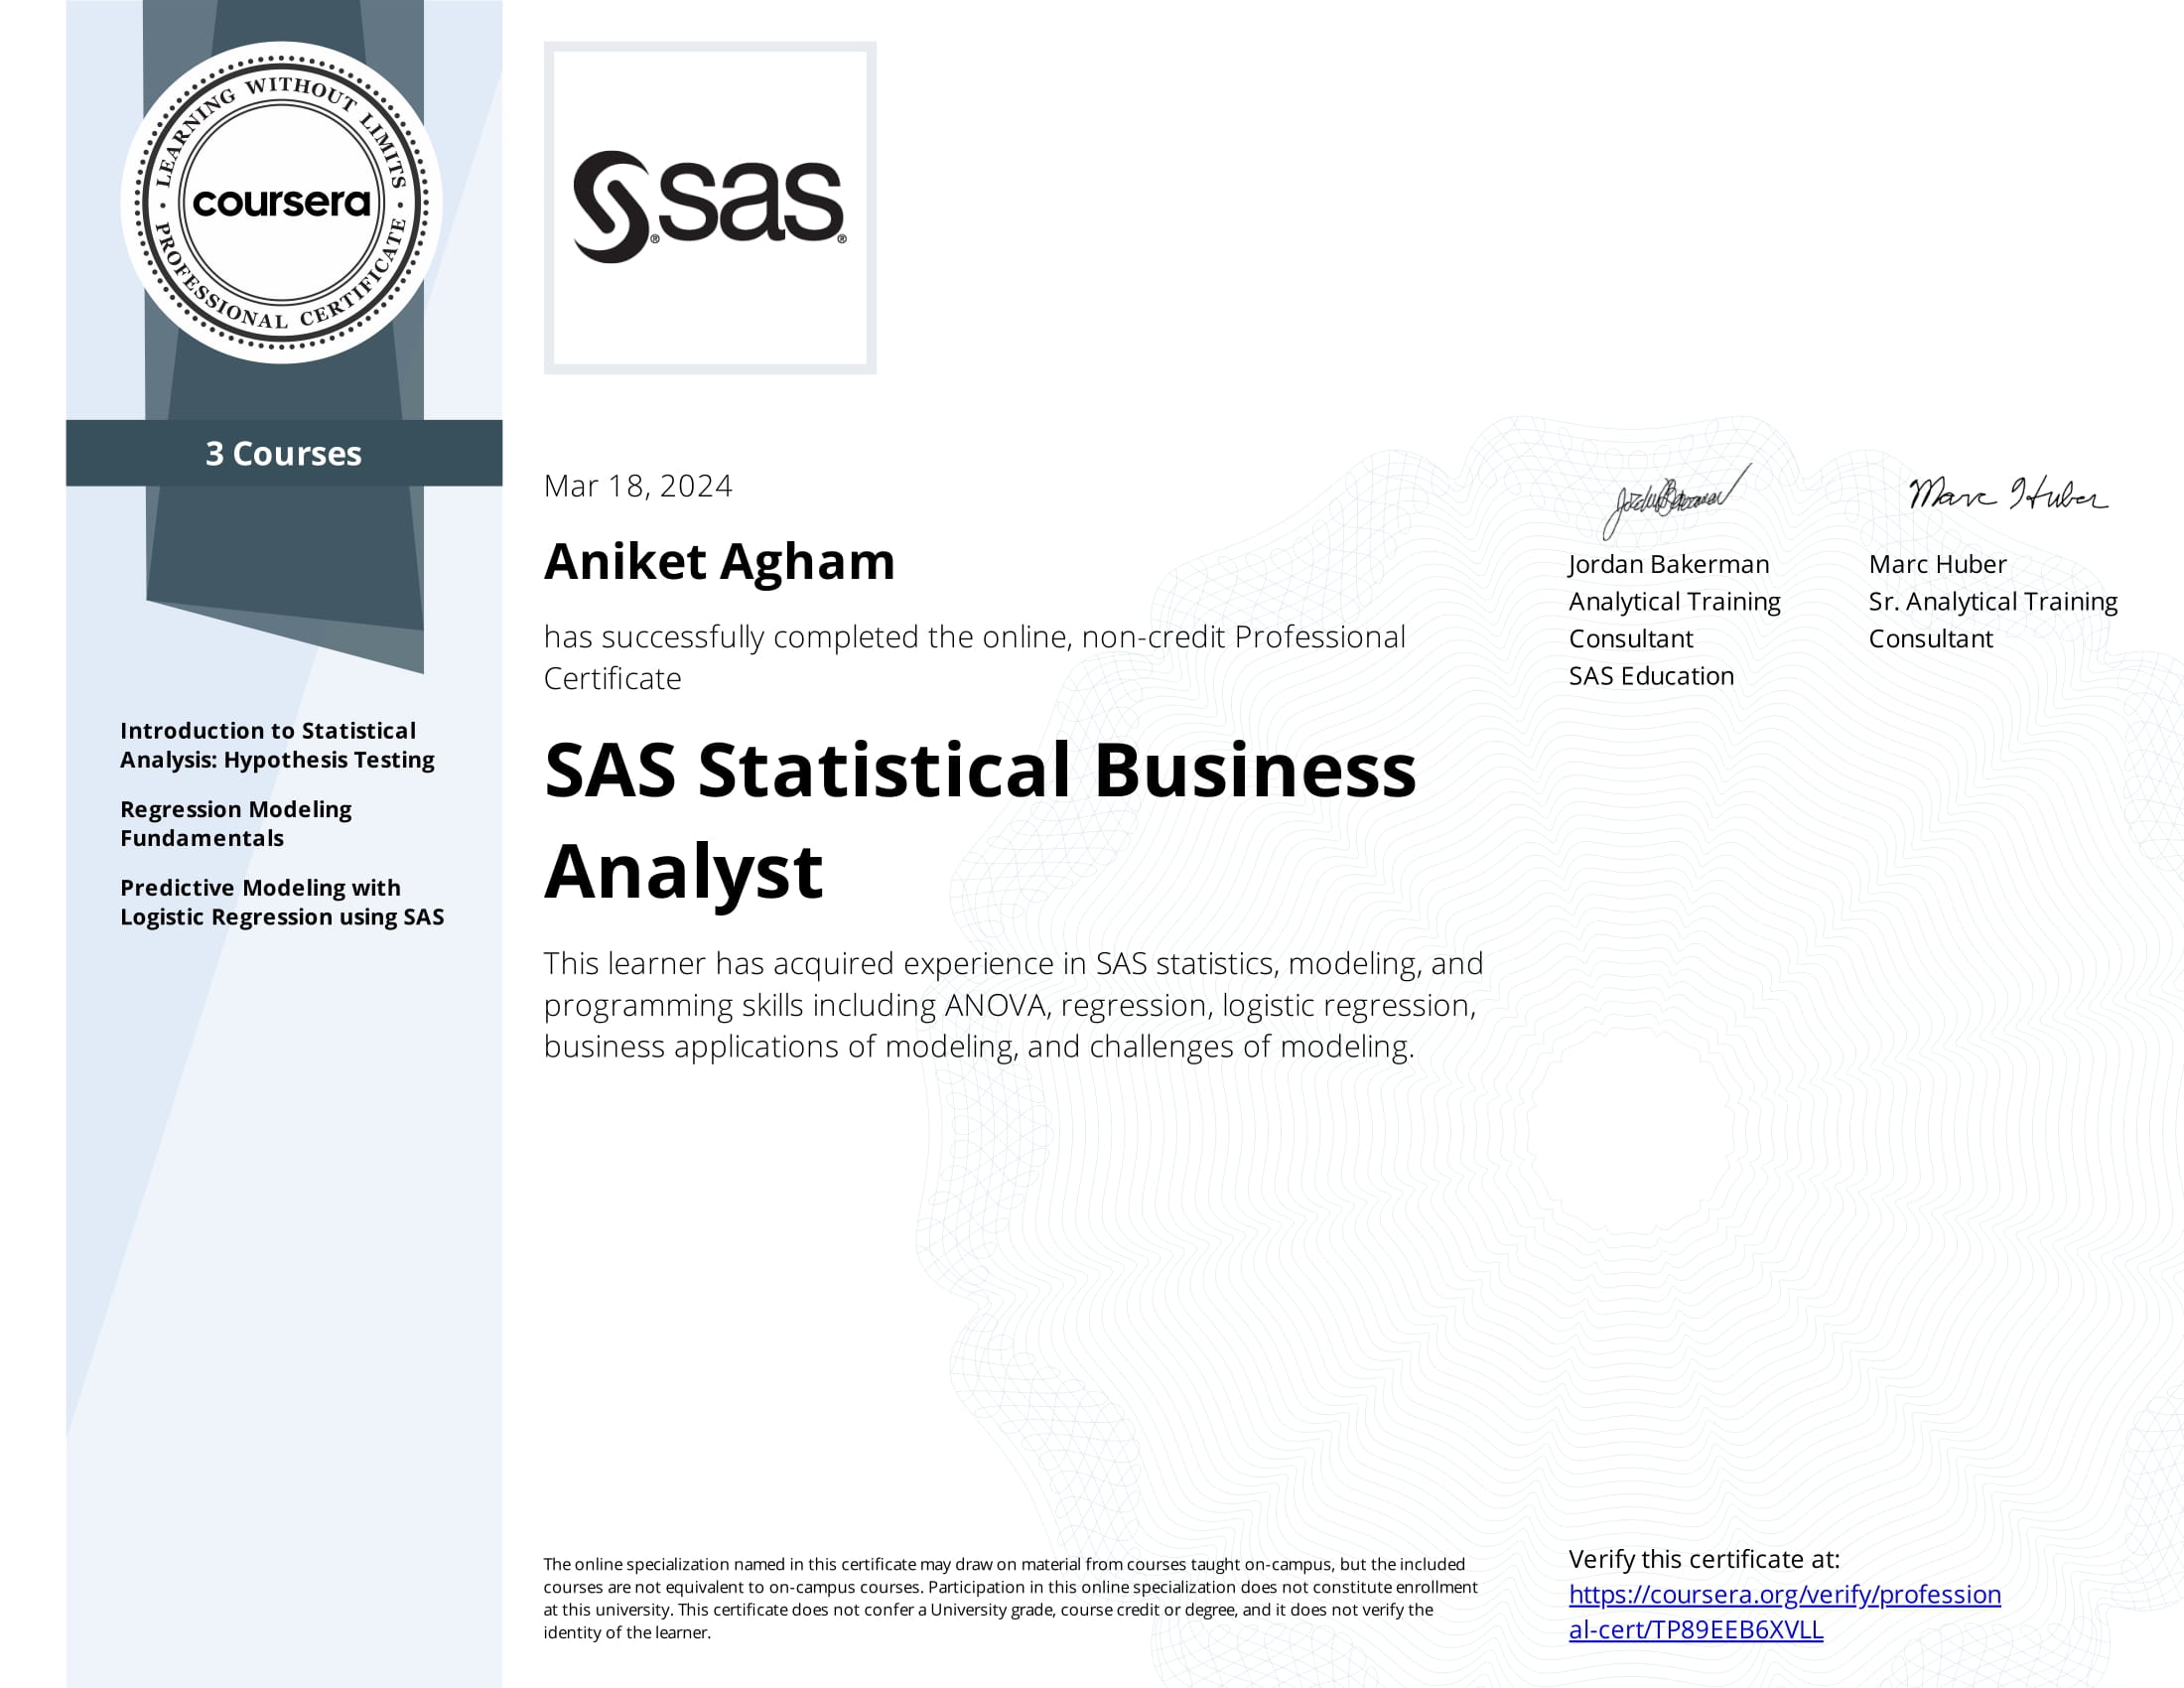 LEARNING WITHOUT LIMITS
coursera
PROFESSIONAL CERTIFICATE
3 Courses
Introduction to Statistical
Analysis: Hypothesis Testing
Regression Modeling
Fundamentals
Predictive Modeling with
Logistic Regression using SAS
sas
Mar 18, 2024
Aniket Agham
has successfully completed the online, non-credit Professional
Certificate
SAS Statistical Business
Analyst
This learner has acquired experience in SAS statistics, modeling, and
programming skills including ANOVA, regression, logistic regression,
business applications of modeling, and challenges of modeling.
Jordan Bakerman
Jordan Bakerman
Analytical Training
Consultant
SAS Education
Marc Huber
Marc Huber
Sr. Analytical Training
Consultant
The online specialization named in this certificate may draw on material from courses taught on-campus, but the included
courses are not equivalent to on-campus courses. Participation in this online specialization does not constitute enrollment
at this university. This certificate does not confer a University grade, course credit or degree, and it does not verify the
identity of the learner.
Verify this certificate at:
https://coursera.org/verify/profession
al-cert/TP89EEB6XVLL